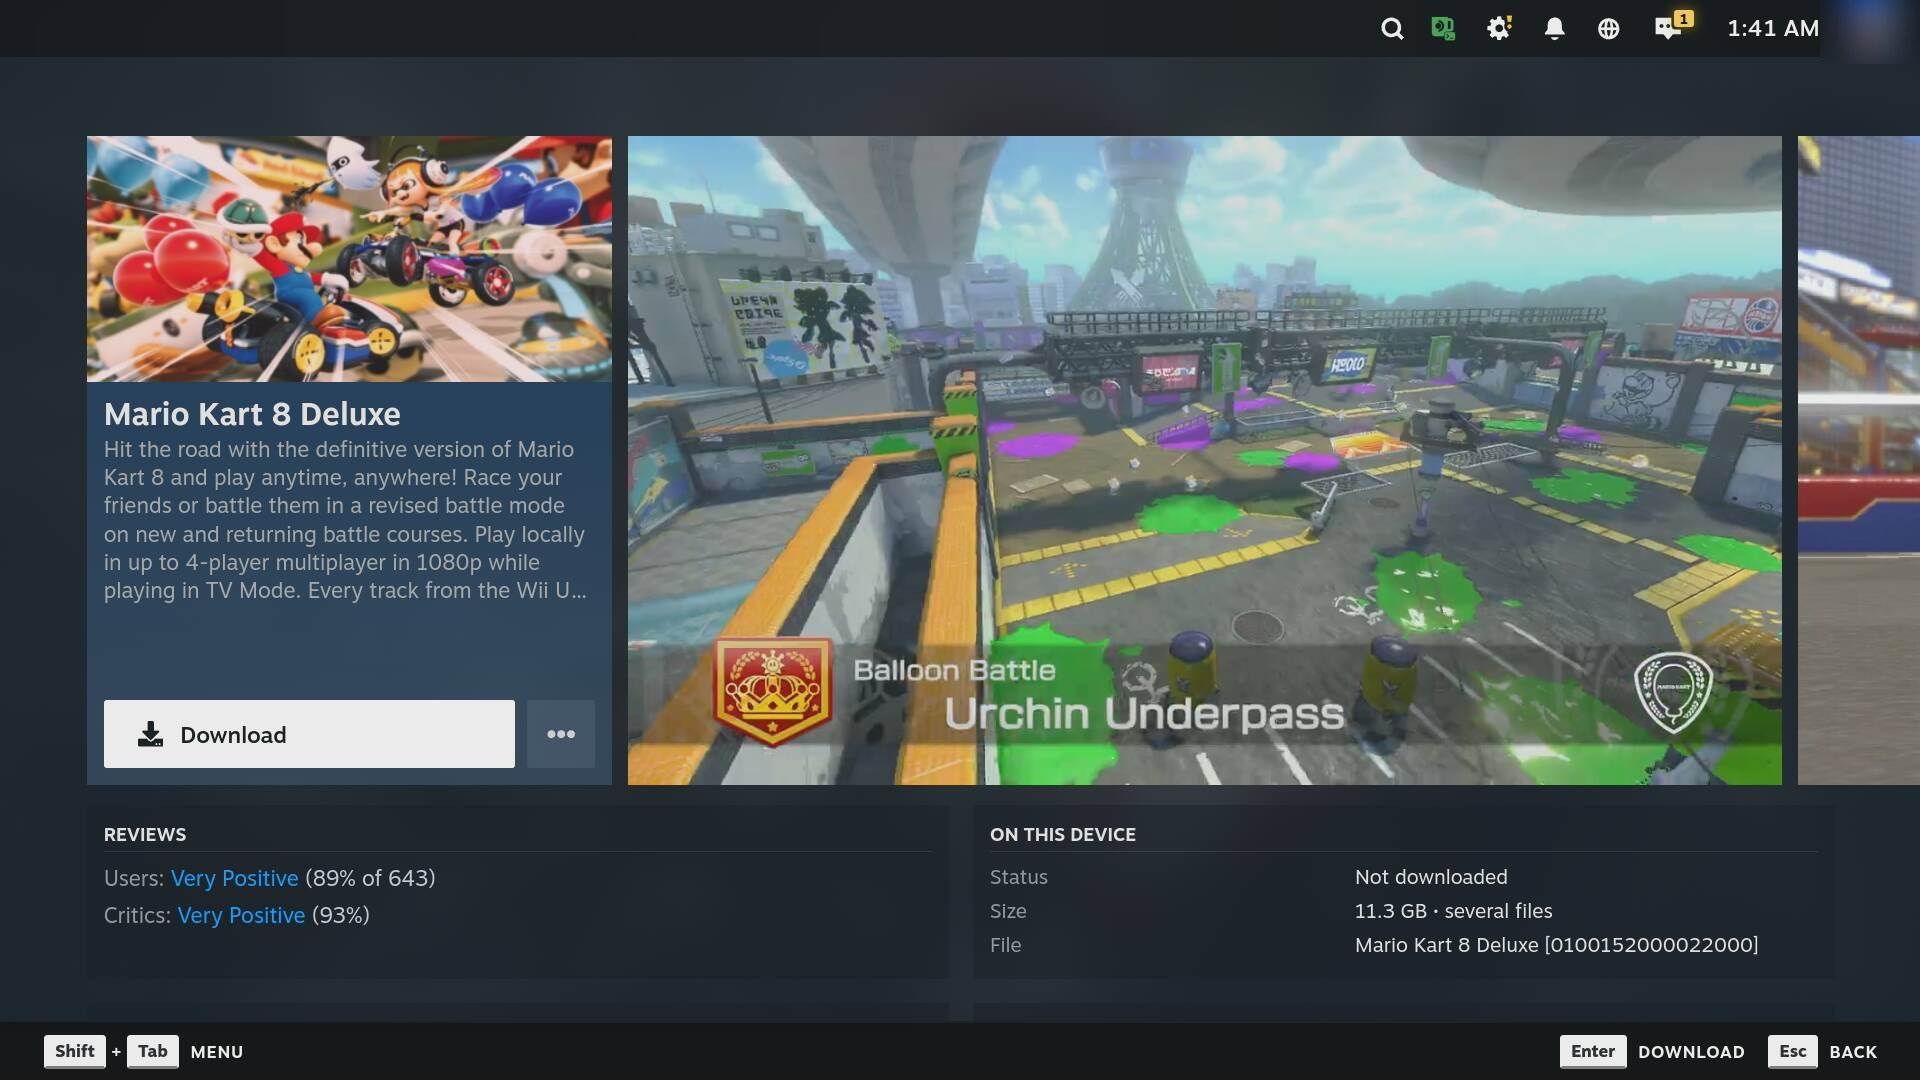 1
1:41 AM
Mario Kart 8 Deluxe
Hit the road with the definitive version of Mario
Kart 8 and play anytime, anywhere! Race your
friends or battle them in a revised battle mode
on new and returning battle courses. Play locally
in up to 4-player multiplayer in 1080p while
playing in TV Mode. Every track from the Wii U...
Download
Balloon Battle
Urchin Underpass
MARIO KART
REVIEWS
Users: Very Positive (89% of 643)
Critics: Very Positive (93%)
ON THIS DEVICE
Status Not downloaded
Size 11.3 GB • several files
File Mario Kart 8 Deluxe [0100152000022000]
Shift + Tab MENU
Enter DOWNLOAD Esc BACK